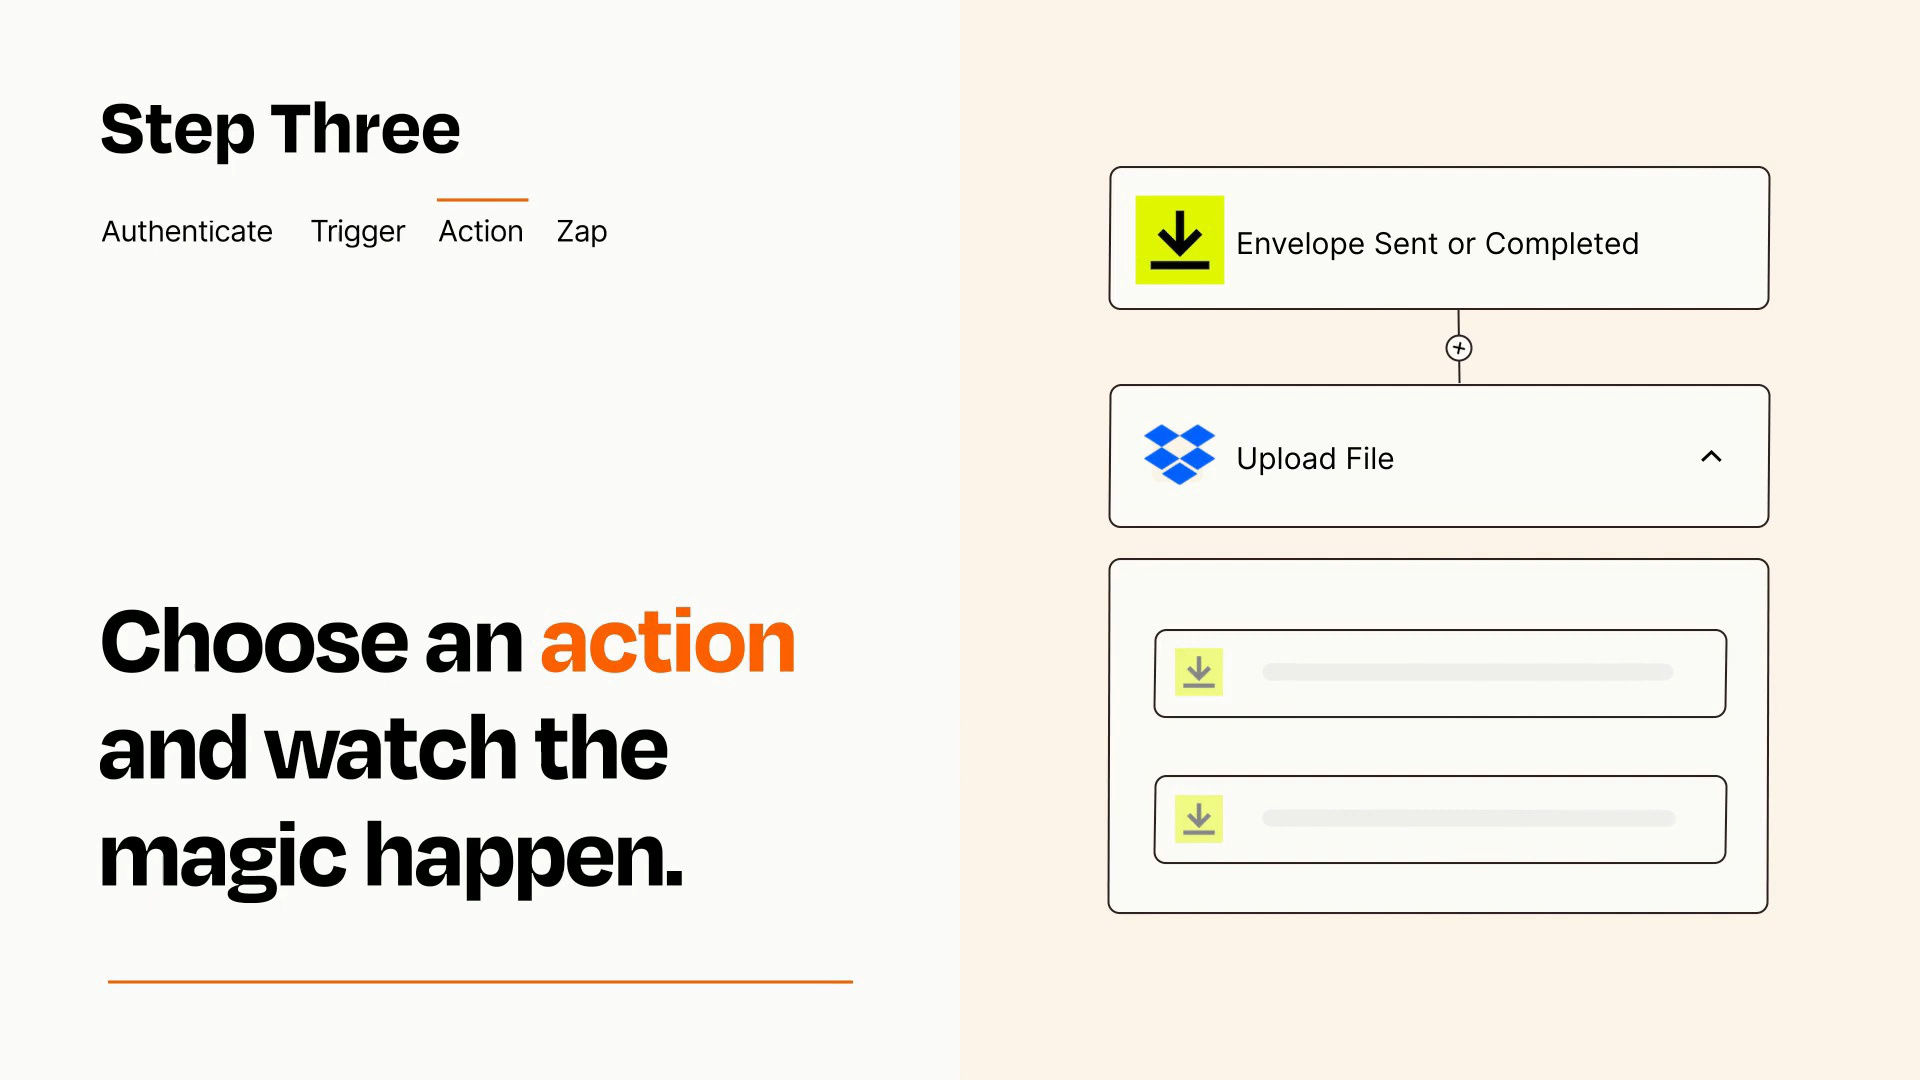 Step Three
Authenticate Trigger Action Zap
Choose an action
and watch the
magic happen.
Envelope Sent or Completed
Upload File